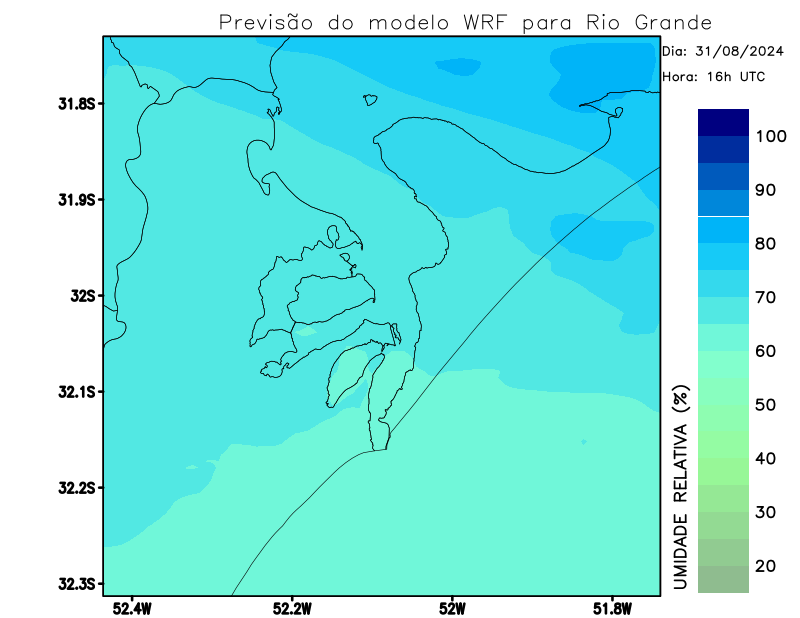 Previsão do modelo WRF para Rio Grande
Dia: 31/08/2024
Hora: 16h UTC
31.8S
31.9S
32S
32.1S
32.2S
32.3S
52.4W
52.2W
52W
51.8W
UMIDADE RELATIVA (%)
100
90
80
70
60
50
40
30
20